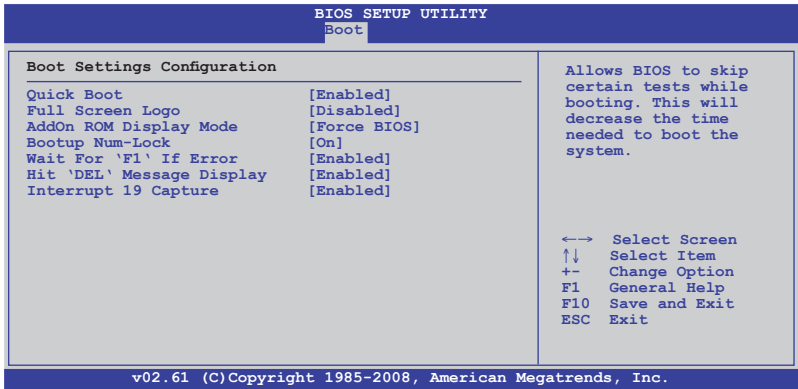 BIOS SETUP UTILITY
Boot
Boot Settings Configuration
Quick Boot [Enabled]
Full Screen Logo [Disabled]
AddOn ROM Display Mode [Force BIOS]
Bootup Num-Lock [On]
Wait For ‘F1‘ If Error [Enabled]
Hit ‘DEL‘ Message Display [Enabled]
Interrupt 19 Capture [Enabled]
Allows BIOS to skip
certain tests while
booting. This will
decrease the time
needed to boot the
system.
←→ Select Screen
↑↓ Select Item
+- Change Option
F1 General Help
F10 Save and Exit
ESC Exit
v02.61 (C)Copyright 1985-2008, American Megatrends, Inc.